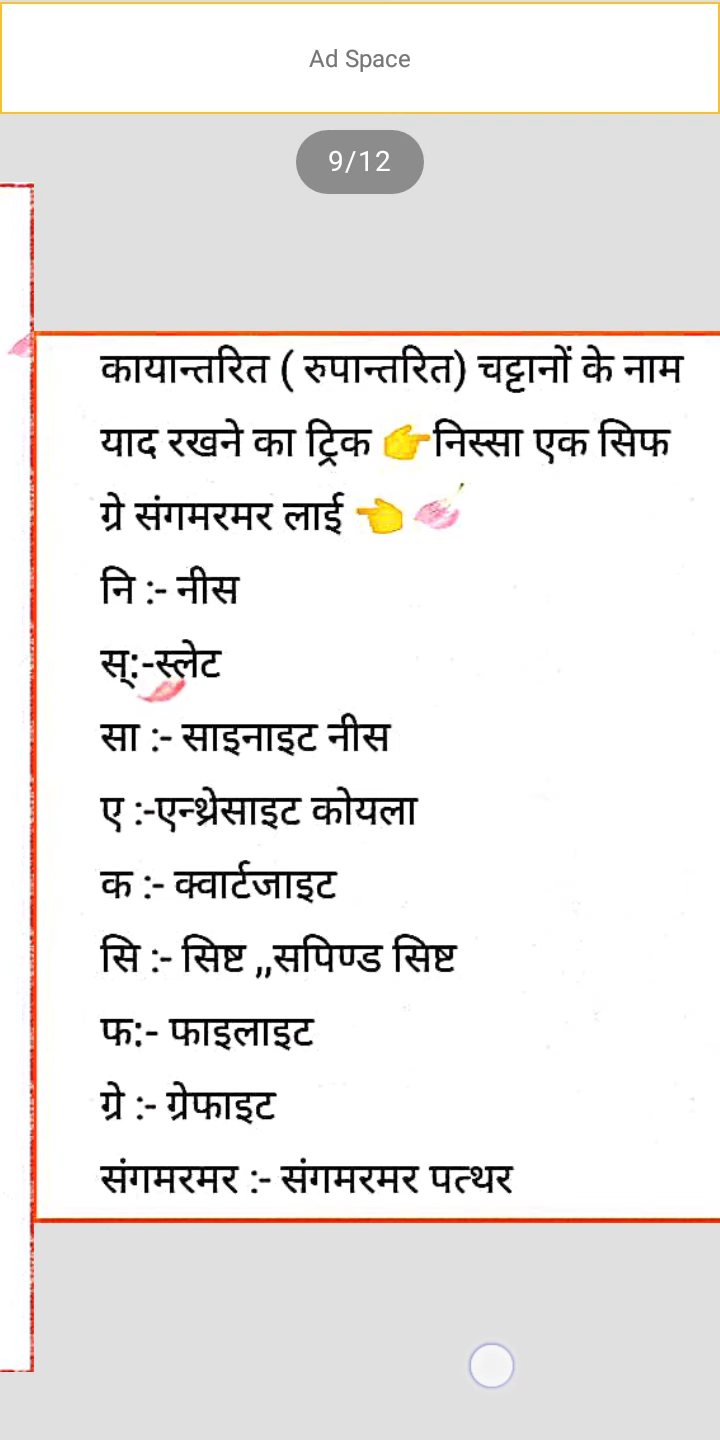 Ad Space
9/12
कायान्तरित ( रुपान्तरित) चट्टानों के नाम
याद रखने का ट्रिक 👉निस्सा एक सिफ
ग्रे संगमरमर लाई 👈
नि :- नीस
स्:-स्लेट
सा :- साइनाइट नीस
ए :-एन्थ्रेसाइट कोयला
क :- क्वार्टजाइट
सि :- सिष्ट ,,सपिण्ड सिष्ट
फ:- फाइलाइट
ग्रे :- ग्रेफाइट
संगमरमर :- संगमरमर पत्थर